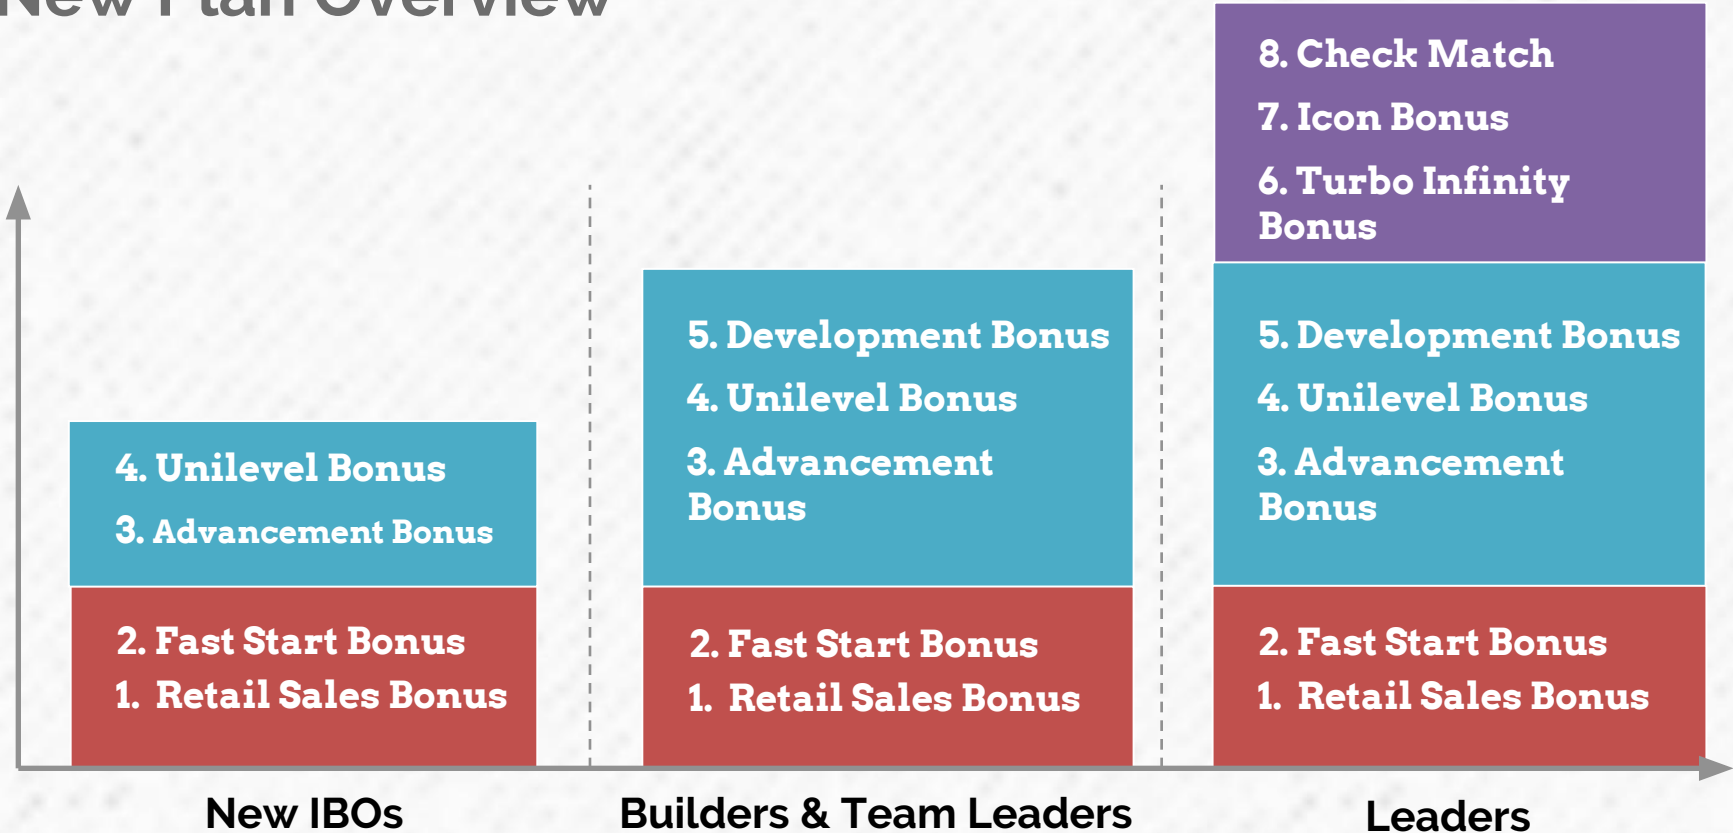 New Plan Overview
4. Unilevel Bonus
3. Advancement Bonus
2. Fast Start Bonus
1. Retail Sales Bonus
New IBOs
5. Development Bonus
4. Unilevel Bonus
3. Advancement
Bonus
2. Fast Start Bonus
1. Retail Sales Bonus
Builders & Team Leaders
8. Check Match
7. Icon Bonus
6. Turbo Infinity
Bonus
5. Development Bonus
4. Unilevel Bonus
3. Advancement
Bonus
2. Fast Start Bonus
1. Retail Sales Bonus
Leaders